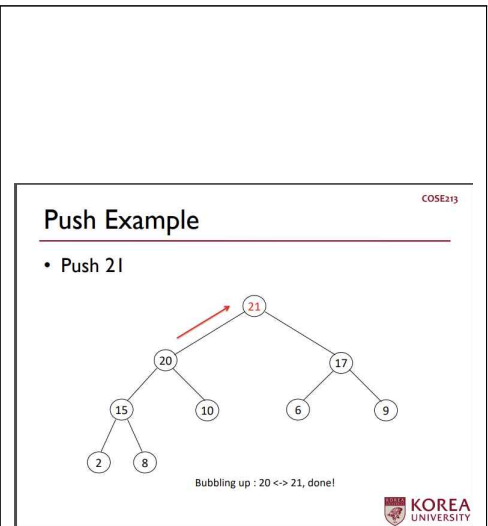 COSE213
Push Example
• Push 21
21
20
17
15
10
6
9
2
8
Bubbling up : 20 <-> 21, done!
KOREA
UNIVERSITY